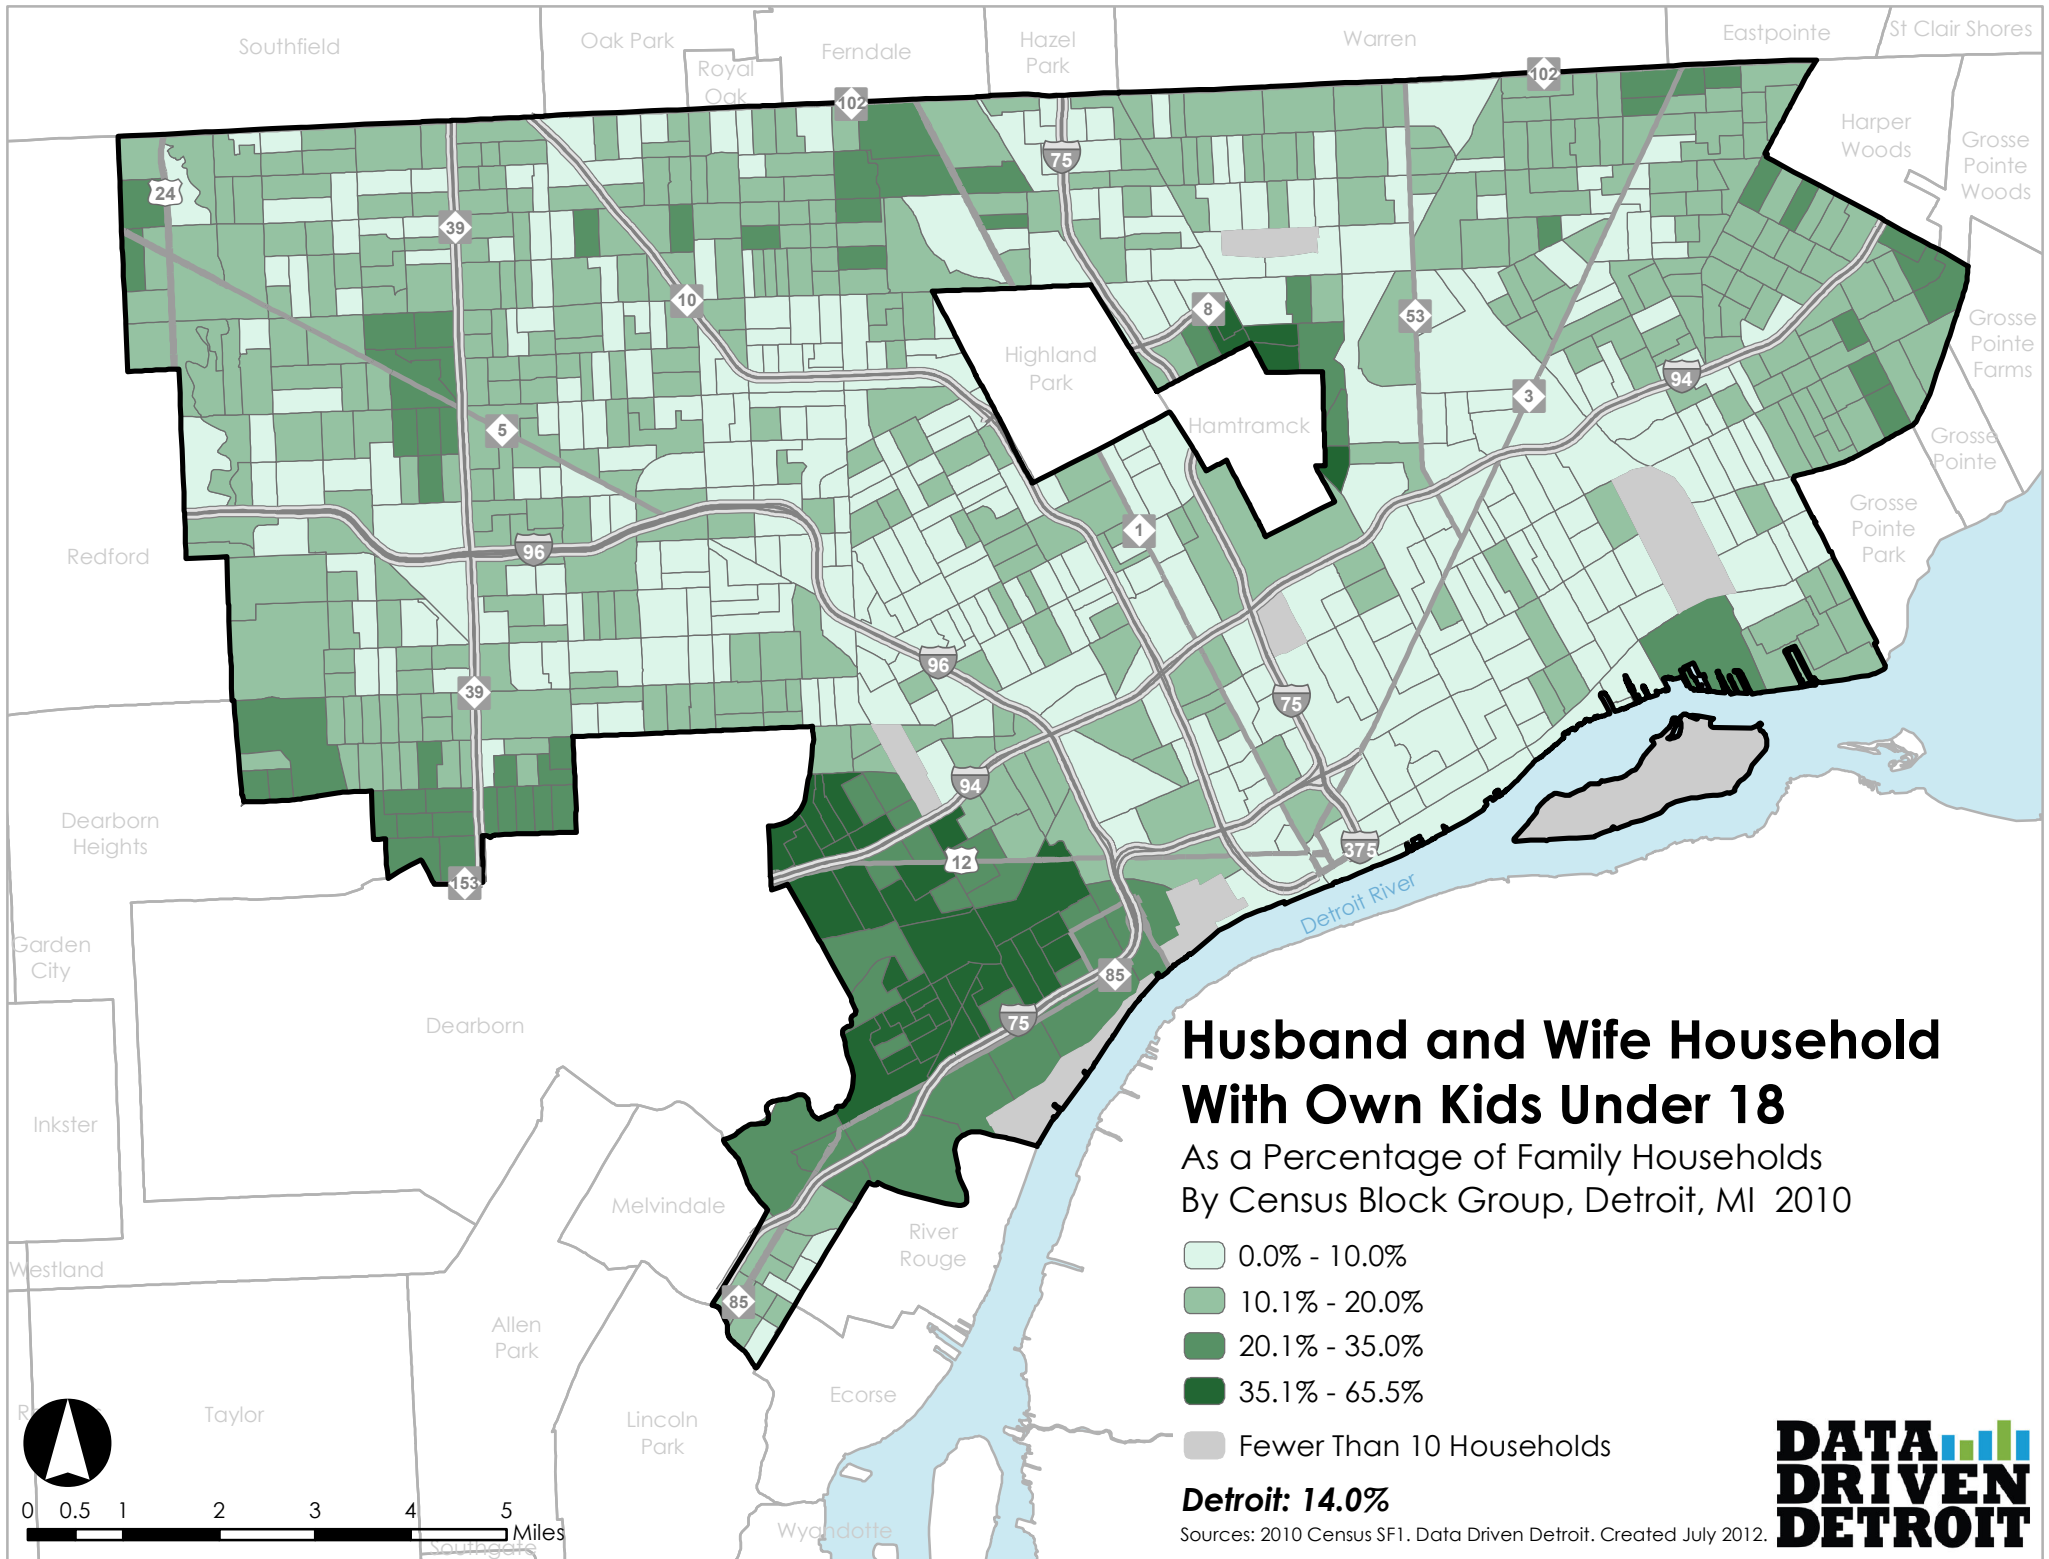 Southfield
Oak Park
Royal
Oak
Ferndale
Hazel
Park
Warren
Eastpointe
St Clair Shores
102
102
Harper
Woods
Grosse
Pointe
Woods
24
39
75
10
8
53
Highland
Park
Grosse
Pointe
Farms
94
3
5
Hamtramck
Grosse
Pointe
Grosse
Pointe
Park
1
96
Redford
96
39
75
94
12
375
Dearborn
Heights
153
Detroit River
Garden
City
85
75
Dearborn
Inkster
Melvindale
River
Rouge
Westland
85
Allen
Park
Ecorse
Taylor
Lincoln
Park
Wyandotte
Southgate
Husband and Wife Household
With Own Kids Under 18
As a Percentage of Family Households
By Census Block Group, Detroit, MI 2010
0.0% - 10.0%
10.1% - 20.0%
20.1% - 35.0%
35.1% - 65.5%
Fewer Than 10 Households
Detroit: 14.0%
Sources: 2010 Census SF1. Data Driven Detroit. Created July 2012.
0 0.5 1 2 3 4 5
Miles
DATA
DRIVEN
DETROIT